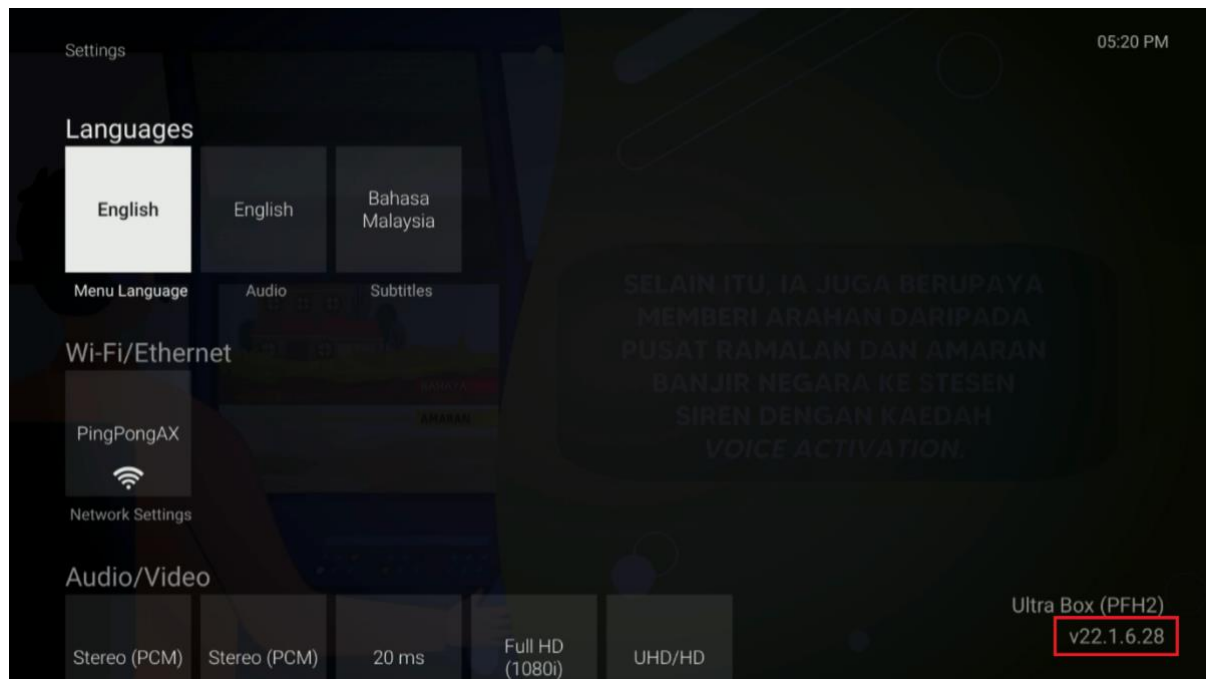 Settings
05:20 PM
Languages
English
English
Bahasa
Malaysia
Menu Language
Audio
Subtitles
SELAIN ITU, IA JUGA BERUPAYA
MEMBERI ARAHAN DARIPADA
PUSAT RAMALAN DAN AMARAN
BANJIR NEGARA KE STESEN
SIREN DENGAN KAEDAH
VOICE ACTIVATION.
Wi-Fi/Ethernet
BAHAYA
AMARAN
PingPongAX
Network Settings
Audio/Video
Stereo (PCM)
Stereo (PCM)
20 ms
Full HD
(1080i)
UHD/HD
Ultra Box (PFH2)
v22.1.6.28